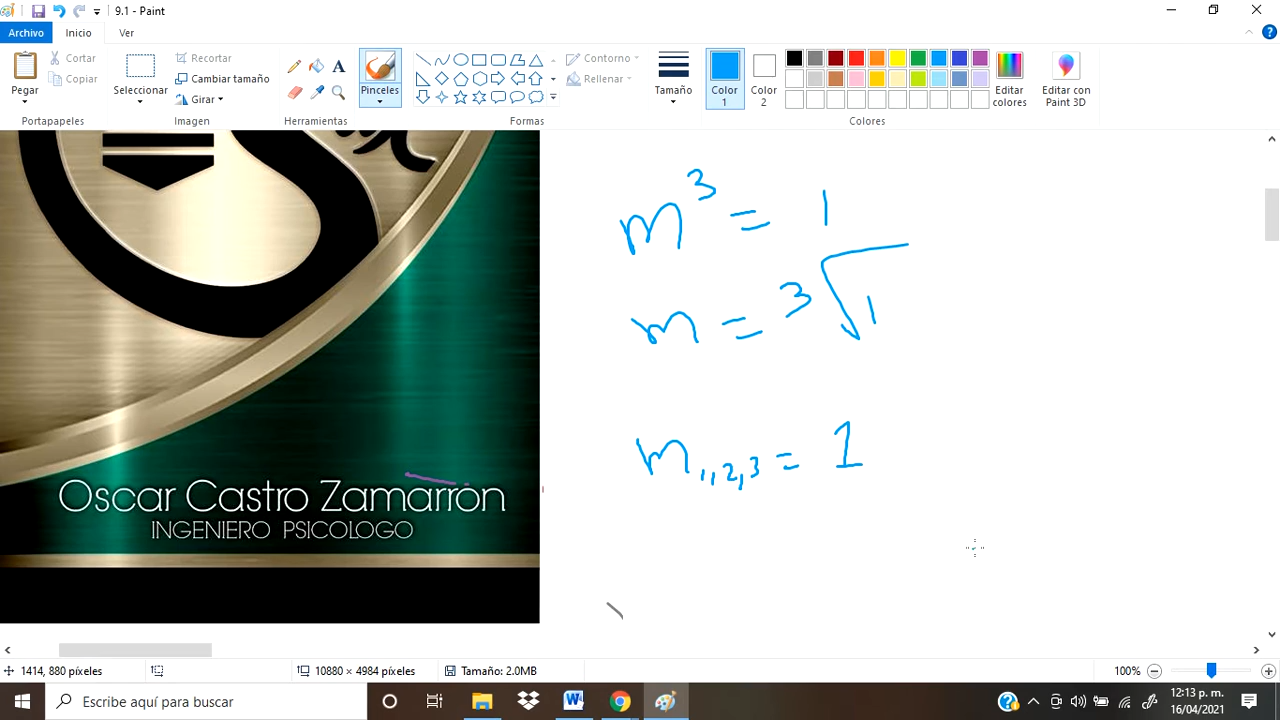 9.1 - Paint
Archivo Inicio Ver
Pegar
Cortar
Copiar
Portapapeles
Seleccionar
Recortar
Cambiar tamaño
Girar
Imagen
A
Herramientas
Pinceles
Contorno
Rellenar
Formas
Tamaño
Color 1
Color 2
Editar colores
Editar con Paint 3D
Colores
m³ = 1
m = ³√1
m₁,₂,₃ = 1
Oscar Castro Zamarrón
INGENIERO PSICOLOGO
1414, 880 píxeles
10880 × 4984 píxeles
Tamaño: 2.0MB
100%
Escribe aquí para buscar
12:13 p. m.
16/04/2021